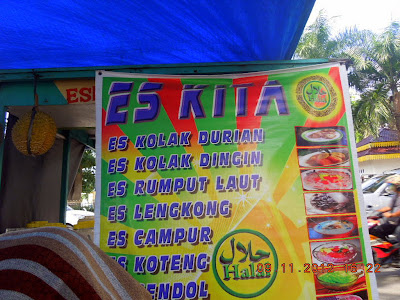 ES KITA
ES KOLAK DURIAN
ES KOLAK DINGIN
ES RUMPUT LAUT
ES LENGKONG
ES CAMPUR
ES KOTENG
ENDOL
حلال
Halal